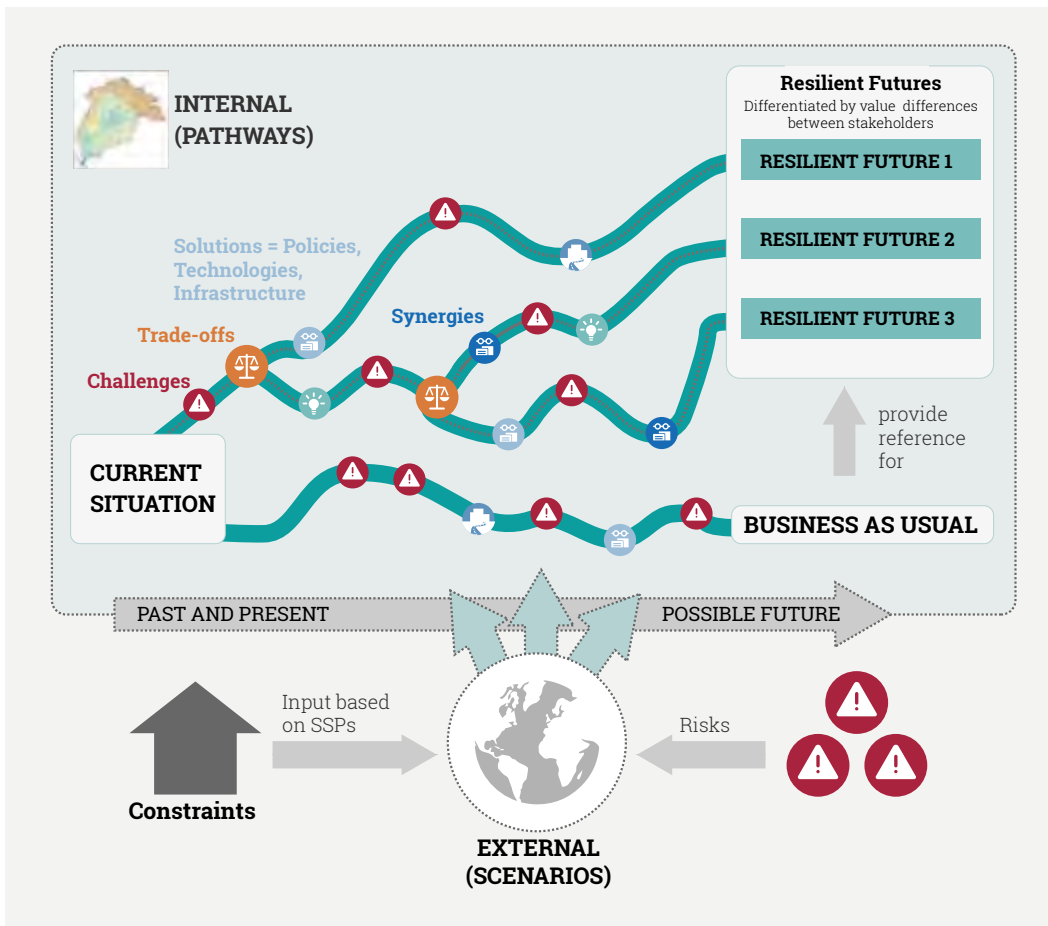 INTERNAL
(PATHWAYS)
Resilient Futures
Differentiated by value differences
between stakeholders
RESILIENT FUTURE 1
RESILIENT FUTURE 2
RESILIENT FUTURE 3
Solutions = Policies,
Technologies,
Infrastructure
Synergies
Trade-offs
Challenges
CURRENT
SITUATION
provide
reference
for
BUSINESS AS USUAL
PAST AND PRESENT
POSSIBLE FUTURE
Input based
on SSPs
Risks
Constraints
EXTERNAL
(SCENARIOS)